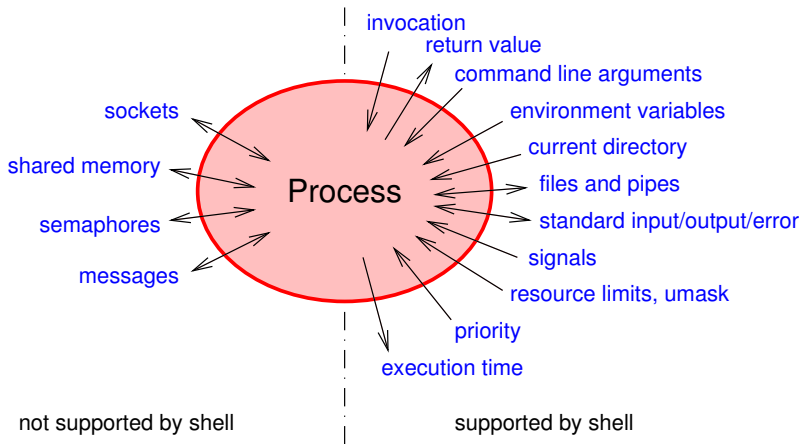 invocation
return value
command line arguments
environment variables
current directory
files and pipes
standard input/output/error
signals
resource limits, umask
priority
execution time
sockets
shared memory
semaphores
messages
Process
not supported by shell
supported by shell